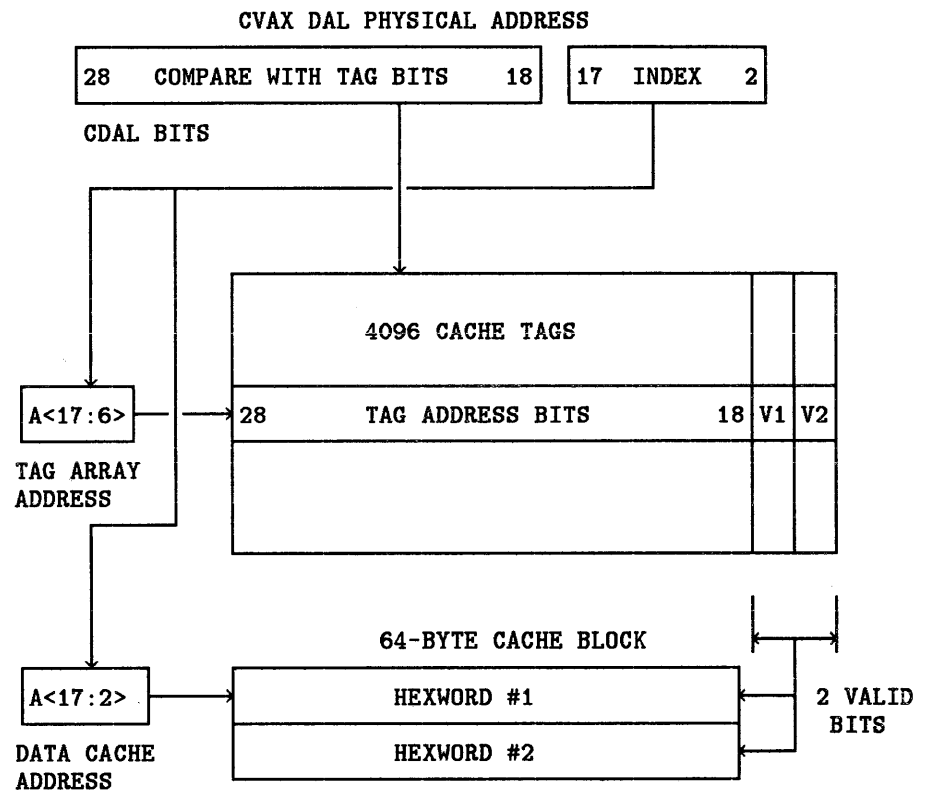 CVAX DAL PHYSICAL ADDRESS
28 COMPARE WITH TAG BITS 18
17 INDEX 2
CDAL BITS
4096 CACHE TAGS
A<17:6>
28 TAG ADDRESS BITS 18 V1 V2
TAG ARRAY
ADDRESS
64-BYTE CACHE BLOCK
A<17:2>
HEXWORD #1
2 VALID
BITS
HEXWORD #2
DATA CACHE
ADDRESS